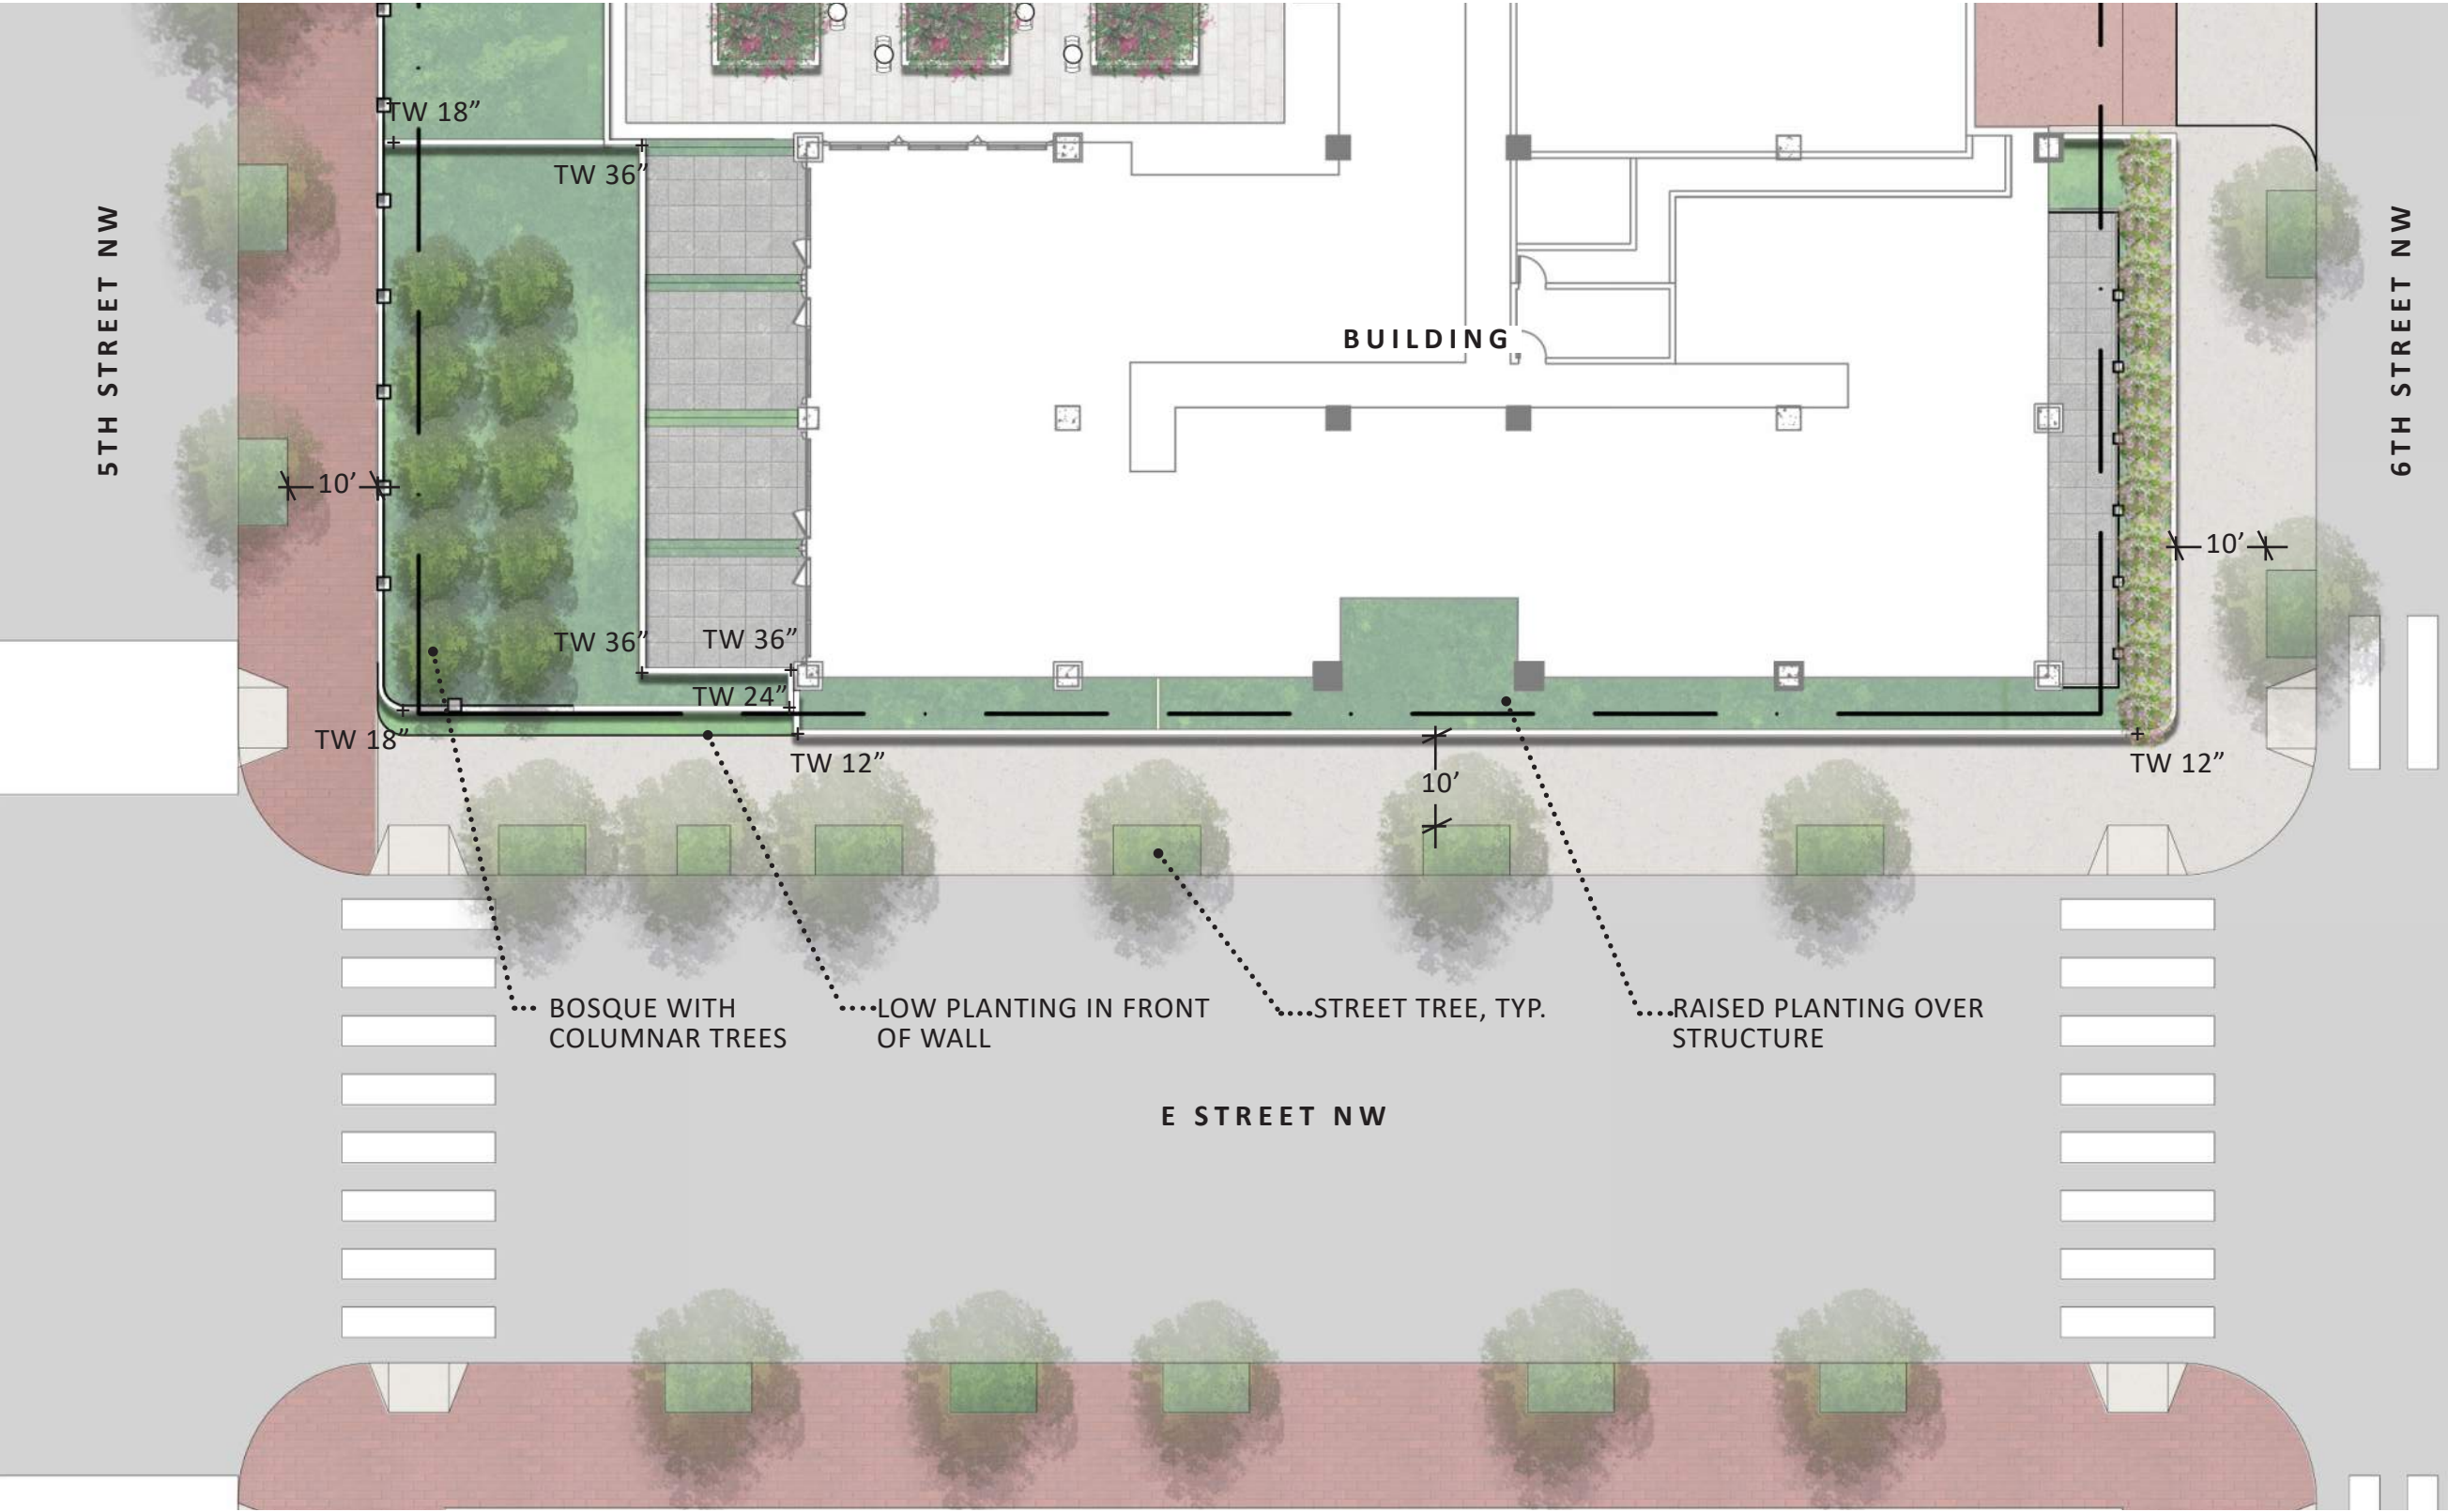 TW 18”
TW 36”
5TH STREET NW
6TH STREET NW
BUILDING
10’
10’
TW 36”
TW 36”
TW 24”
TW 18”
TW 12”
TW 12”
10’
BOSQUE WITH
COLUMNAR TREES
LOW PLANTING IN FRONT
OF WALL
STREET TREE, TYP.
RAISED PLANTING OVER
STRUCTURE
E STREET NW